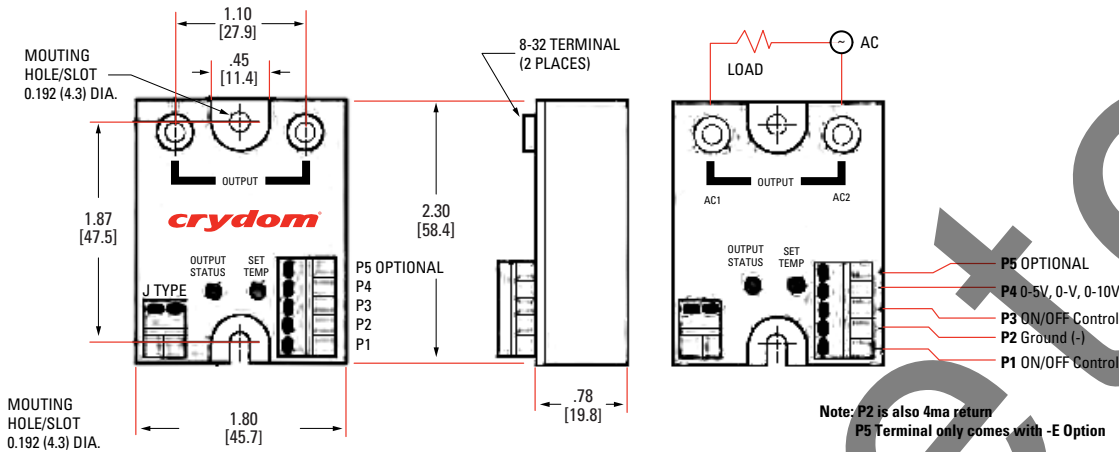 1.10
[27.9]
MOUTING
HOLE/SLOT
0.192 (4.3) DIA.
.45
[11.4]
OUTPUT
crydom
1.87
[47.5]
OUTPUT
STATUS
SET
TEMP
J TYPE
P5 OPTIONAL
P4
P3
P2
P1
MOUTING
HOLE/SLOT
0.192 (4.3) DIA.
1.80
[45.7]
2.30
[58.4]
8-32 TERMINAL
(2 PLACES)
.78
[19.8]
LOAD
~
AC
OUTPUT
AC1
AC2
OUTPUT
STATUS
SET
TEMP
P5 OPTIONAL
P4 0-5V, 0-V, 0-10V
P3 ON/OFF Control
P2 Ground (-)
P1 ON/OFF Control
Note: P2 is also 4ma return
P5 Terminal only comes with -E Option